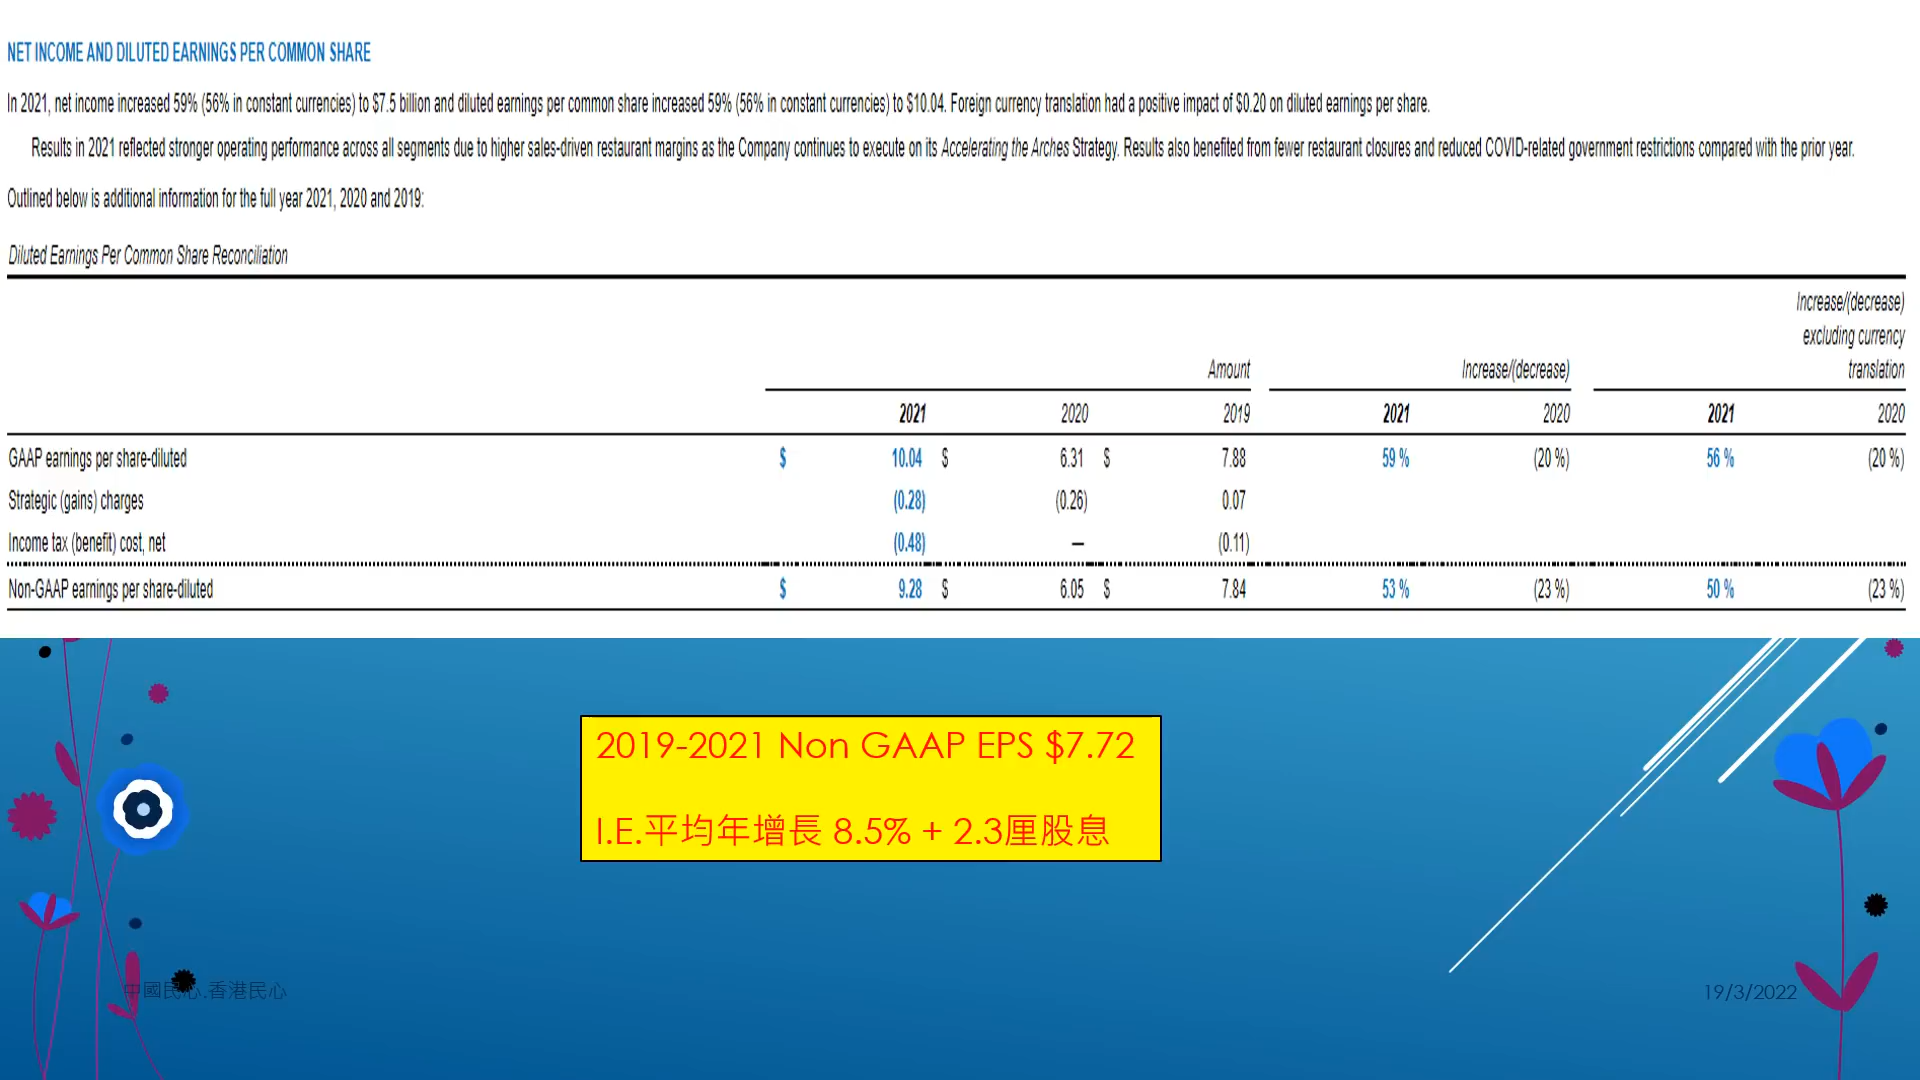 NET INCOME AND DILUTED EARNINGS PER COMMON SHARE
In 2021, net income increased 59% (56% in constant currencies) to $7.5 billion and diluted earnings per common share increased 59% (56% in constant currencies) to $10.04. Foreign currency translation had a positive impact of $0.20 on diluted earnings per share.
Results in 2021 reflected stronger operating performance across all segments due to higher sales-driven restaurant margins as the Company continues to execute on its Accelerating the Arches Strategy. Results also benefited from fewer restaurant closures and reduced COVID-related government restrictions compared with the prior year.
Outlined below is additional information for the full year 2021, 2020 and 2019:
Diluted Earnings Per Common Share Reconciliation
Increase/(decrease)
excluding currency
Amount Increase/(decrease) translation
2021 2020 2019 2021 2020 2021 2020
GAAP earnings per share-diluted $ 10.04 $ 6.31 $ 7.88 59 % (20 %) 56 % (20 %)
Strategic (gains) charges (0.28) (0.26) 0.07
Income tax (benefit) cost, net (0.48) — (0.11)
Non-GAAP earnings per share-diluted $ 9.28 $ 6.05 $ 7.84 53 % (23 %) 50 % (23 %)
2019-2021 Non GAAP EPS $7.72
I.E.平均年增長 8.5% + 2.3厘股息
中國民心.香港民心
19/3/2022